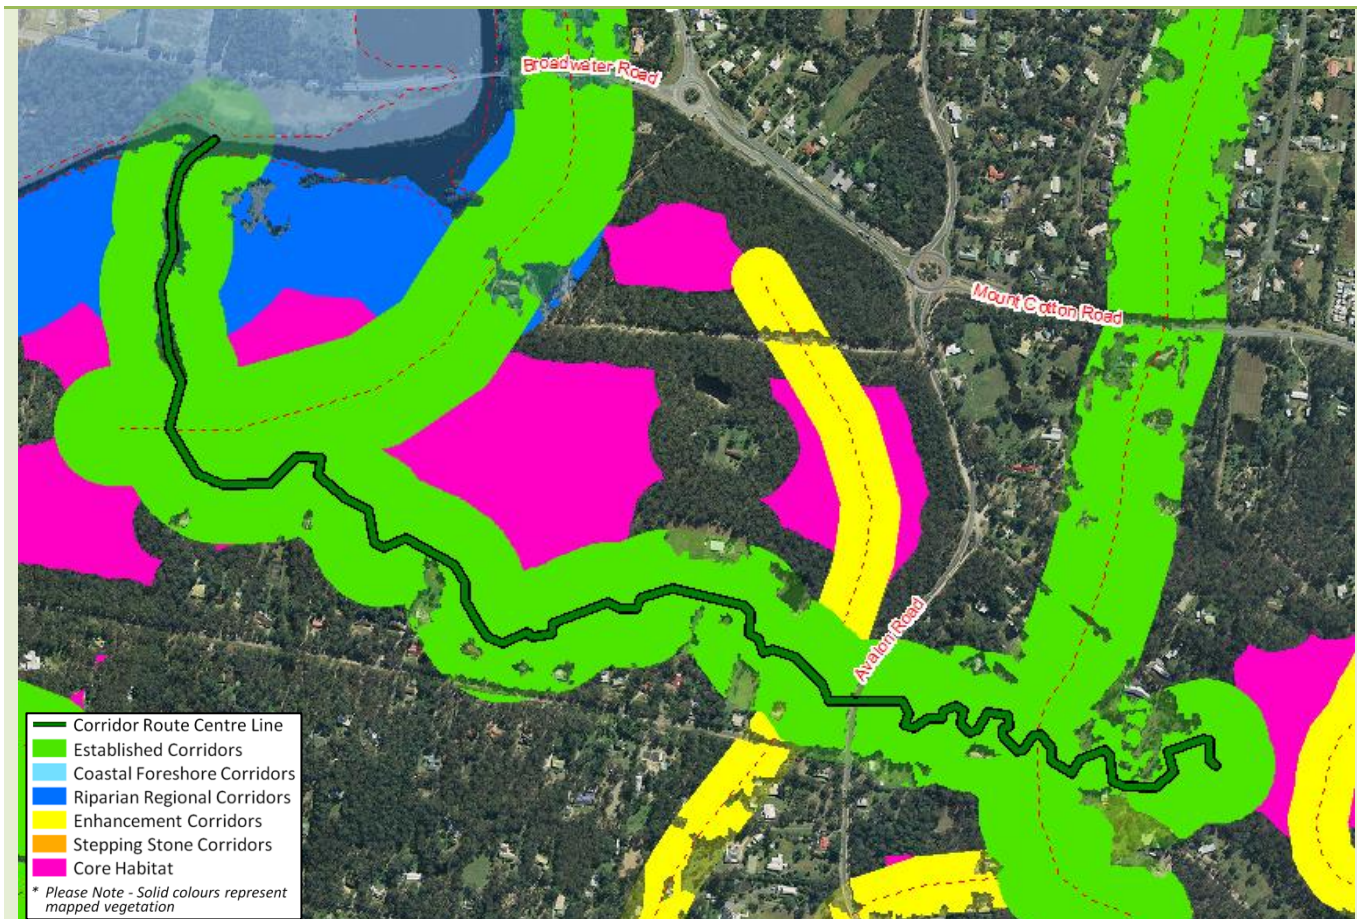 Broadwater Road
Mount Cotton Road
Avalon Road
Corridor Route Centre Line
Established Corridors
Coastal Foreshore Corridors
Riparian Regional Corridors
Enhancement Corridors
Stepping Stone Corridors
Core Habitat
* Please Note - Solid colours represent
mapped vegetation